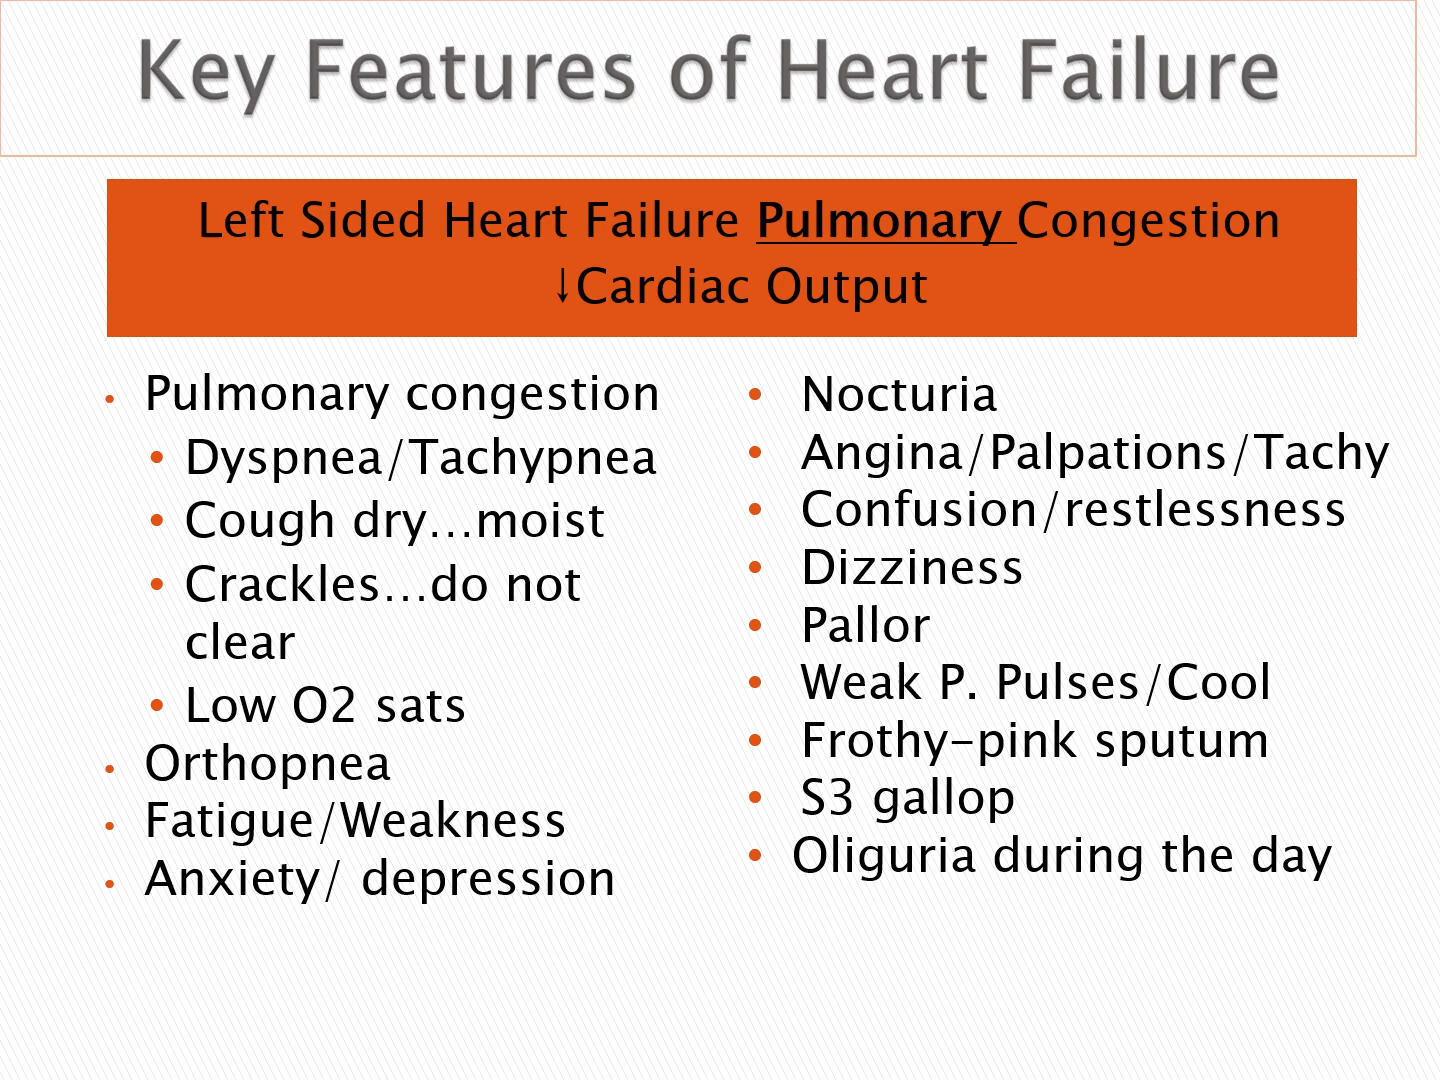 Key Features of Heart Failure
Left Sided Heart Failure Pulmonary Congestion
↓Cardiac Output
• Pulmonary congestion
• Dyspnea/Tachypnea
• Cough dry…moist
• Crackles…do not
clear
• Low O2 sats
• Orthopnea
• Fatigue/Weakness
• Anxiety/ depression
• Nocturia
• Angina/Palpations/Tachy
• Confusion/restlessness
• Dizziness
• Pallor
• Weak P. Pulses/Cool
• Frothy-pink sputum
• S3 gallop
• Oliguria during the day